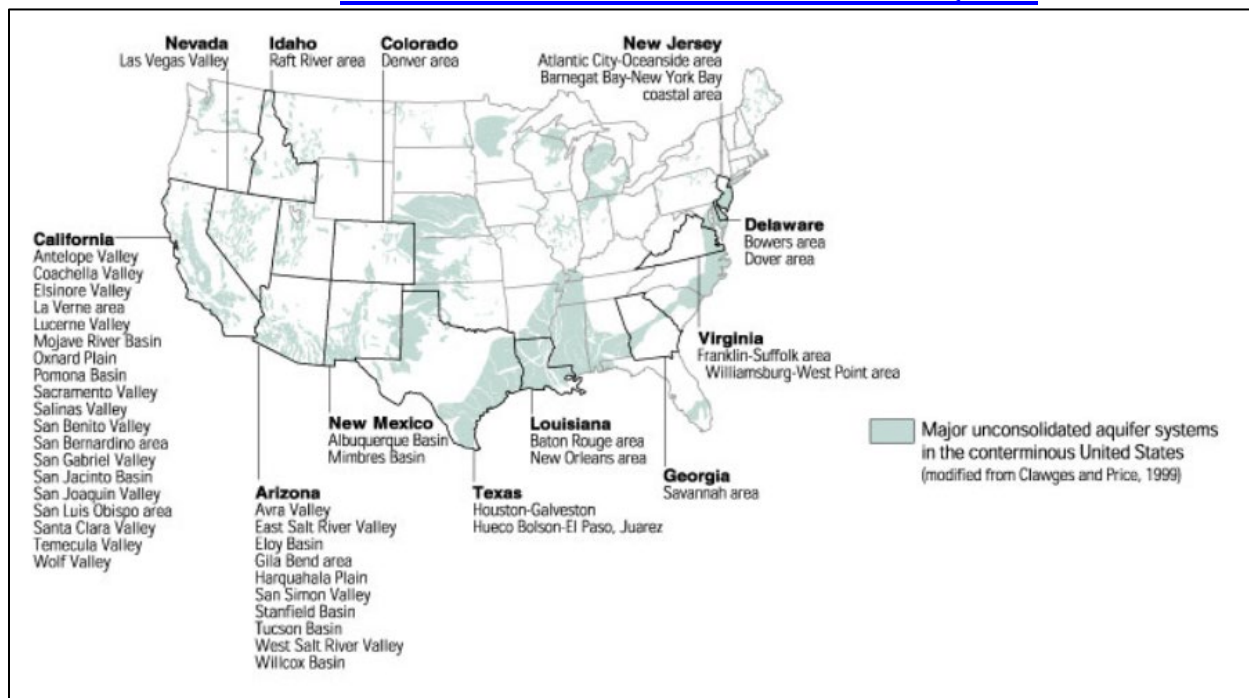 Nevada
Las Vegas Valley
Idaho
Raft River area
Colorado
Denver area
New Jersey
Atlantic City-Oceanside area
Barnegat Bay-New York Bay
coastal area
California
Antelope Valley
Coachella Valley
Elsinore Valley
La Verne area
Lucerne Valley
Mojave River Basin
Oxnard Plain
Pomona Basin
Sacramento Valley
Salinas Valley
San Benito Valley
San Bernardino area
San Gabriel Valley
San Jacinto Basin
San Joaquin Valley
San Luis Obispo area
Santa Clara Valley
Temecula Valley
Wolf Valley
Delaware
Bowers area
Dover area
Virginia
Franklin-Suffolk area
Williamsburg-West Point area
New Mexico
Albuquerque Basin
Mimbres Basin
Louisiana
Baton Rouge area
New Orleans area
Georgia
Savannah area
Arizona
Avra Valley
East Salt River Valley
Eloy Basin
Gila Bend area
Harquahala Plain
San Simon Valley
Stanfield Basin
Tucson Basin
West Salt River Valley
Willcox Basin
Texas
Houston-Galveston
Hueco Bolson-El Paso, Juarez
Major unconsolidated aquifer systems
in the conterminous United States
(modified from Clawges and Price, 1999)